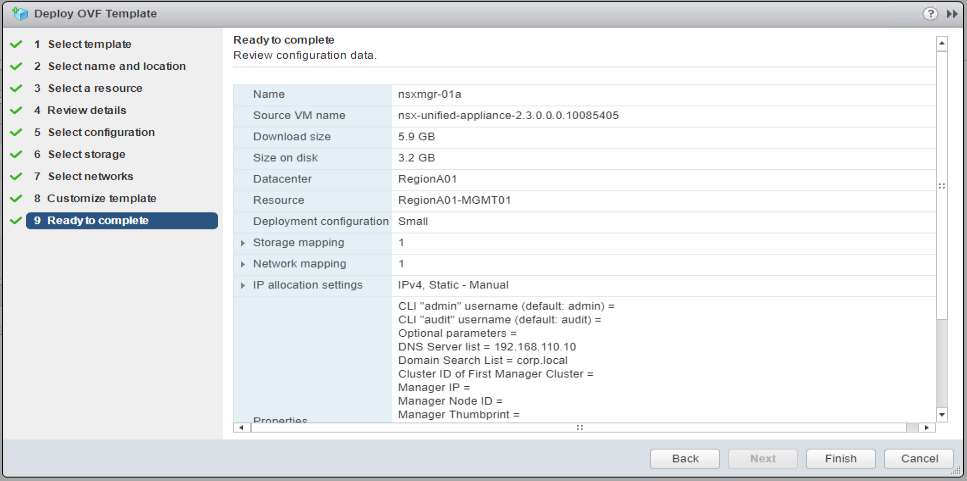 Deploy OVF Template
1 Select template
2 Select name and location
3 Select a resource
4 Review details
5 Select configuration
6 Select storage
7 Select networks
8 Customize template
9 Ready to complete
Ready to complete
Review configuration data.
Name nsxmgr-01a
Source VM name nsx-unified-appliance-2.3.0.0.0.10085405
Download size 5.9 GB
Size on disk 3.2 GB
Datacenter RegionA01
Resource RegionA01-MGMT01
Deployment configuration Small
Storage mapping 1
Network mapping 1
IP allocation settings IPv4, Static - Manual
CLI "admin" username (default: admin) =
CLI "audit" username (default: audit) =
Optional parameters =
DNS Server list = 192.168.110.10
Domain Search List = corp.local
Cluster ID of First Manager Cluster =
Manager IP =
Manager Node ID =
Manager Thumbprint =
Properties
Back Next Finish Cancel